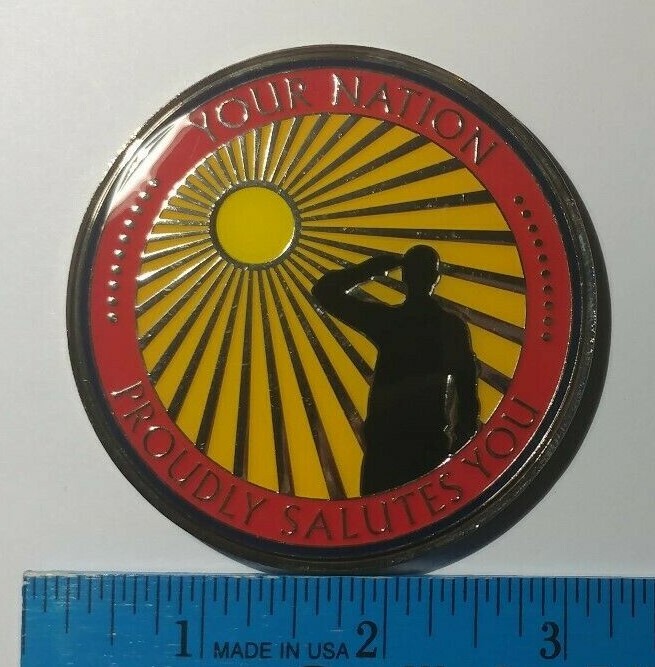 YOUR NATION
PROUDLY SALUTES YOU
1 MADE IN USA 2 3